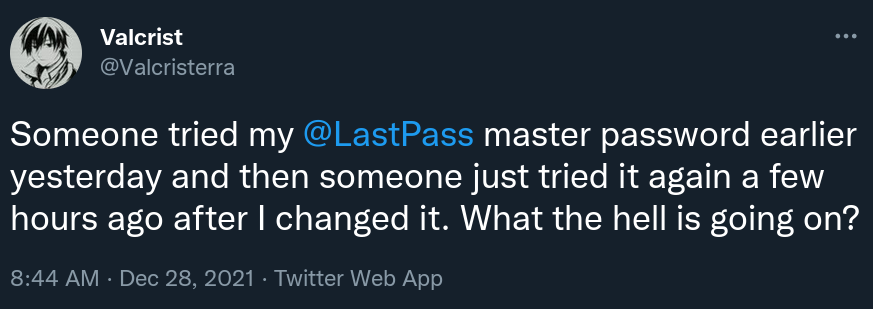 Valcrist
@Valcristerra
Someone tried my @LastPass master password earlier
yesterday and then someone just tried it again a few
hours ago after I changed it. What the hell is going on?
8:44 AM · Dec 28, 2021 · Twitter Web App